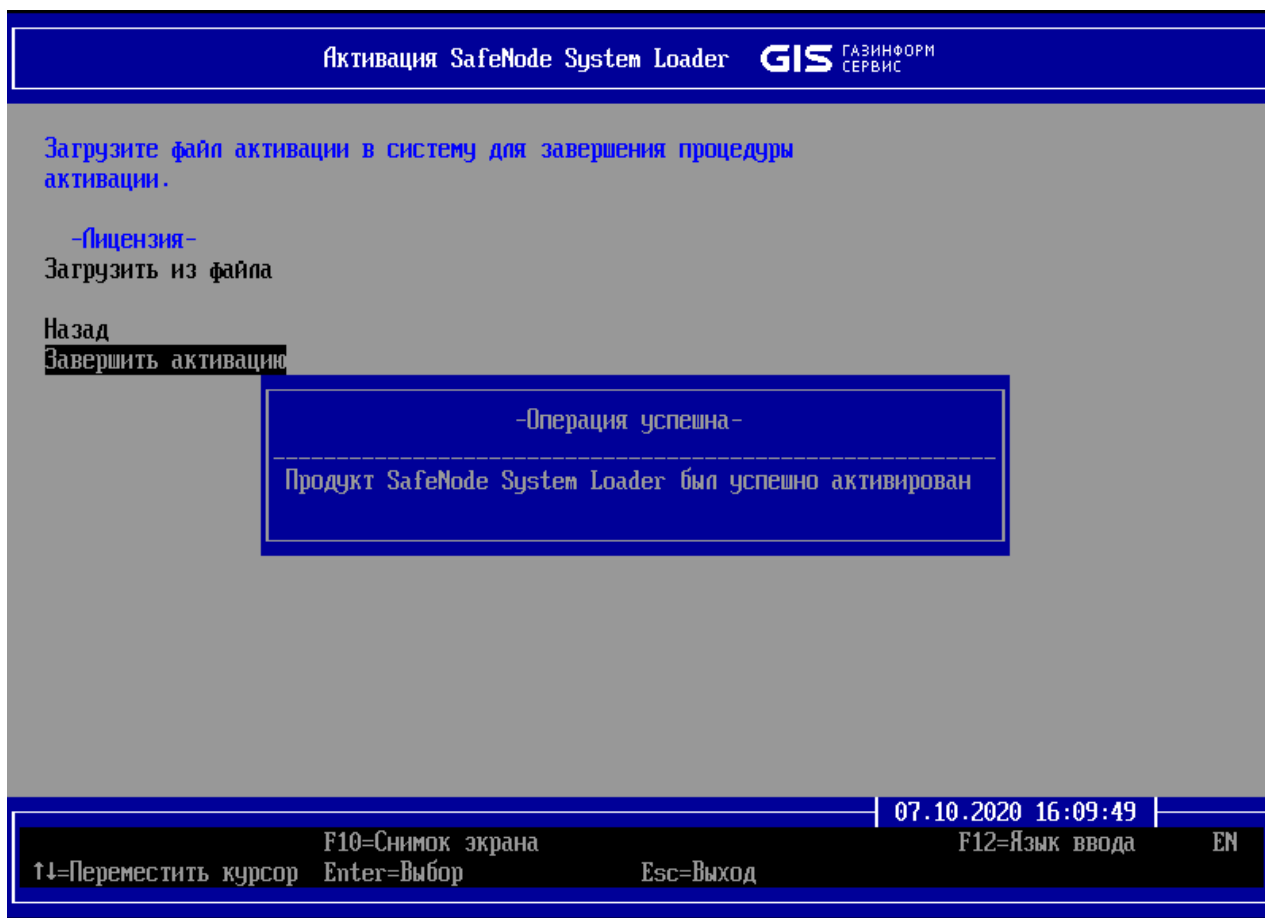 Активация SafeNode System Loader GIS ГАЗИНФОРМ
СЕРВИС
Загрузите файл активации в систему для завершения процедуры
активации.
-Лицензия-
Загрузить из файла
Назад
Завершить активацию
-Операция успешна-
Продукт SafeNode System Loader был успешно активирован
07.10.2020 16:09:49
F10=Снимок экрана F12=Язык ввода EN
↑↓=Переместить курсор Enter=Выбор Esc=Выход